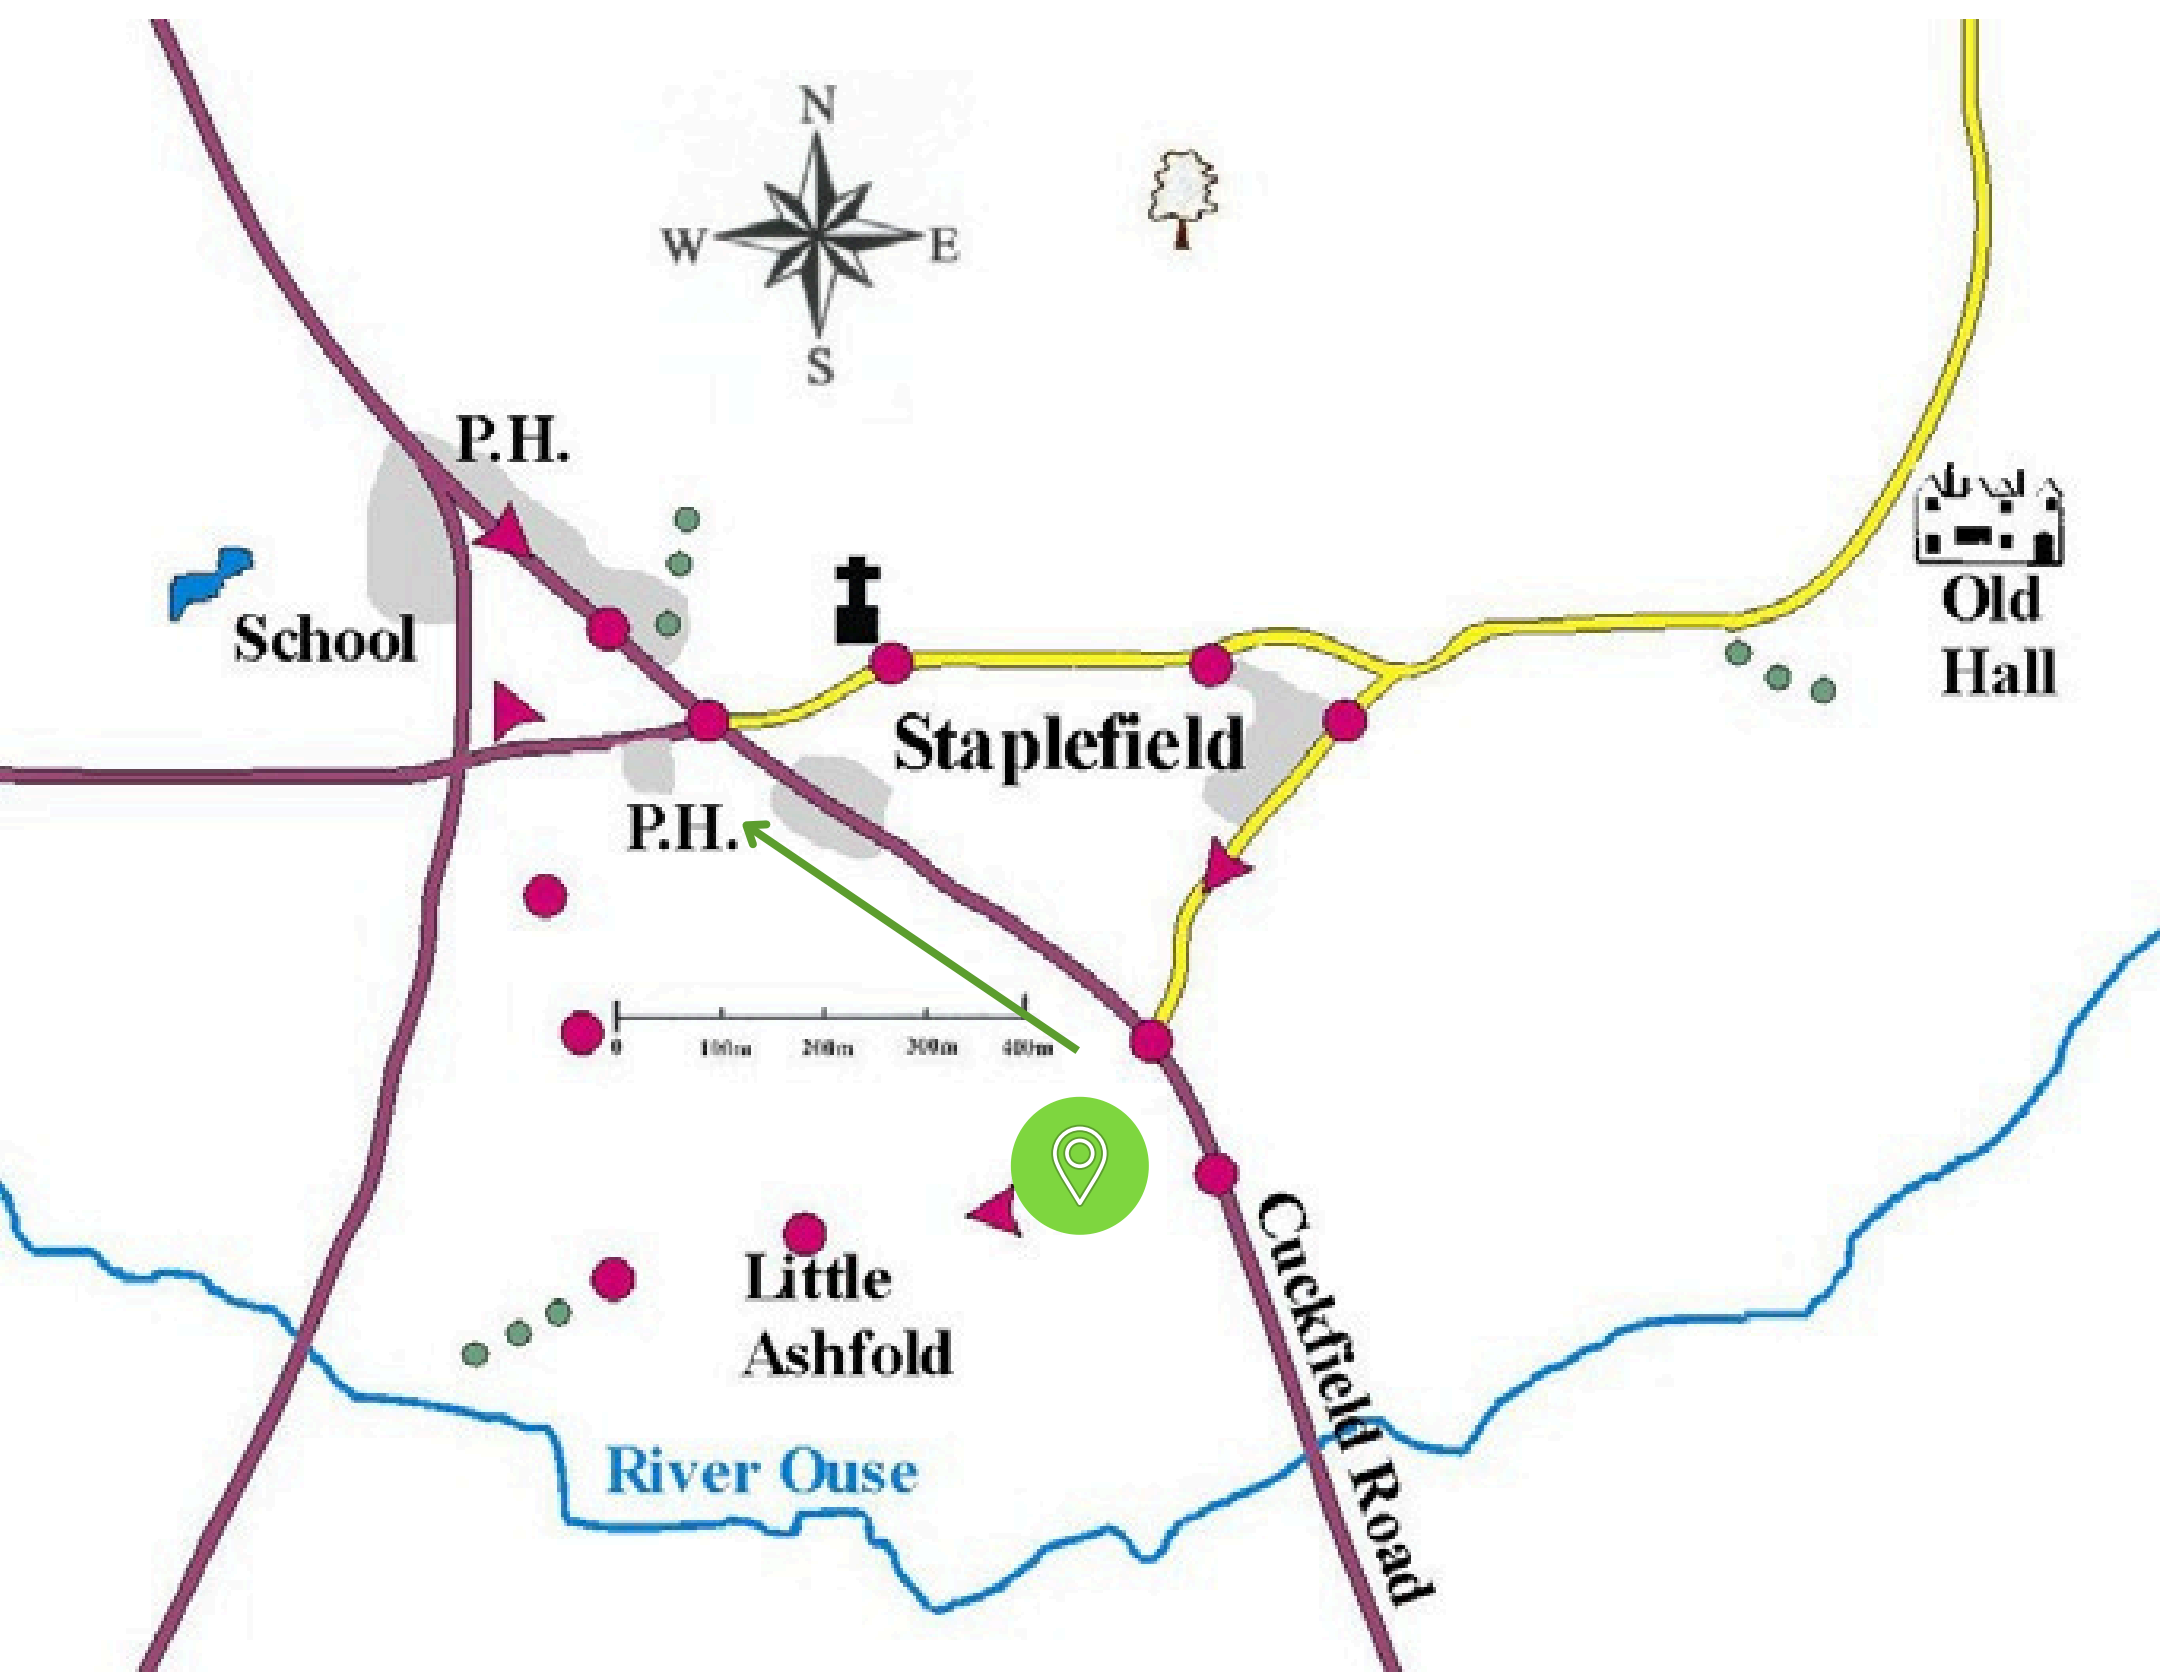 N
W E
S
P.H.
School
Old
Hall
Staplefield
P.H.
0 100m 200m 300m 400m
Little
Ashfold
Cuckfield Road
River Ouse